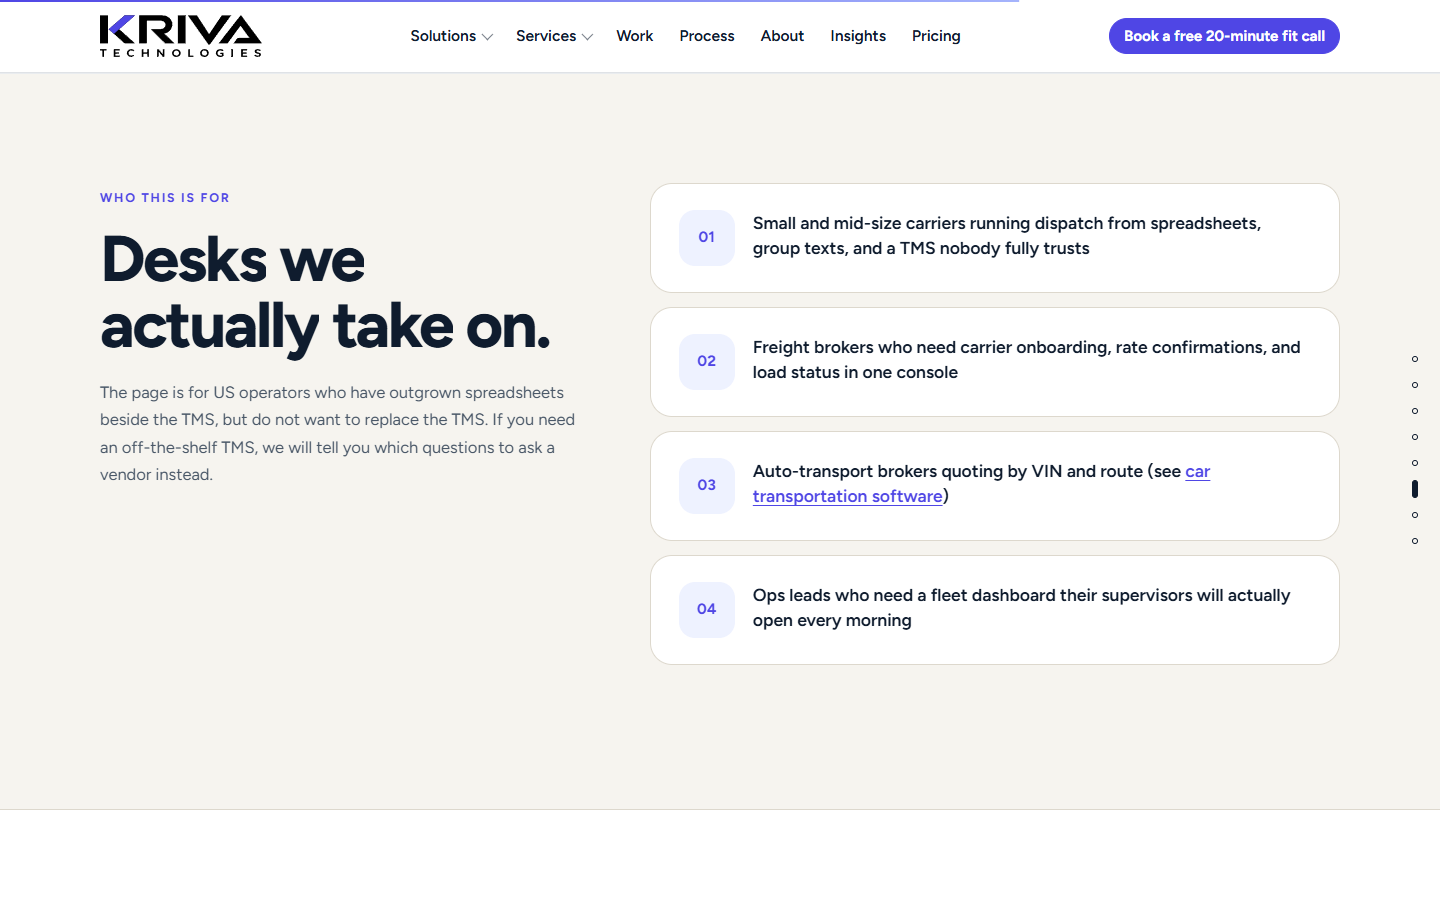 KRIVA
TECHNOLOGIES
Solutions
Services
Work
Process
About
Insights
Pricing
Book a free 20-minute fit call
WHO THIS IS FOR
Desks we
actually take on.
The page is for US operators who have outgrown spreadsheets
beside the TMS, but do not want to replace the TMS. If you need
an off-the-shelf TMS, we will tell you which questions to ask a
vendor instead.
01
Small and mid-size carriers running dispatch from spreadsheets,
group texts, and a TMS nobody fully trusts
02
Freight brokers who need carrier onboarding, rate confirmations, and
load status in one console
03
Auto-transport brokers quoting by VIN and route (see car
transportation software)
04
Ops leads who need a fleet dashboard their supervisors will actually
open every morning